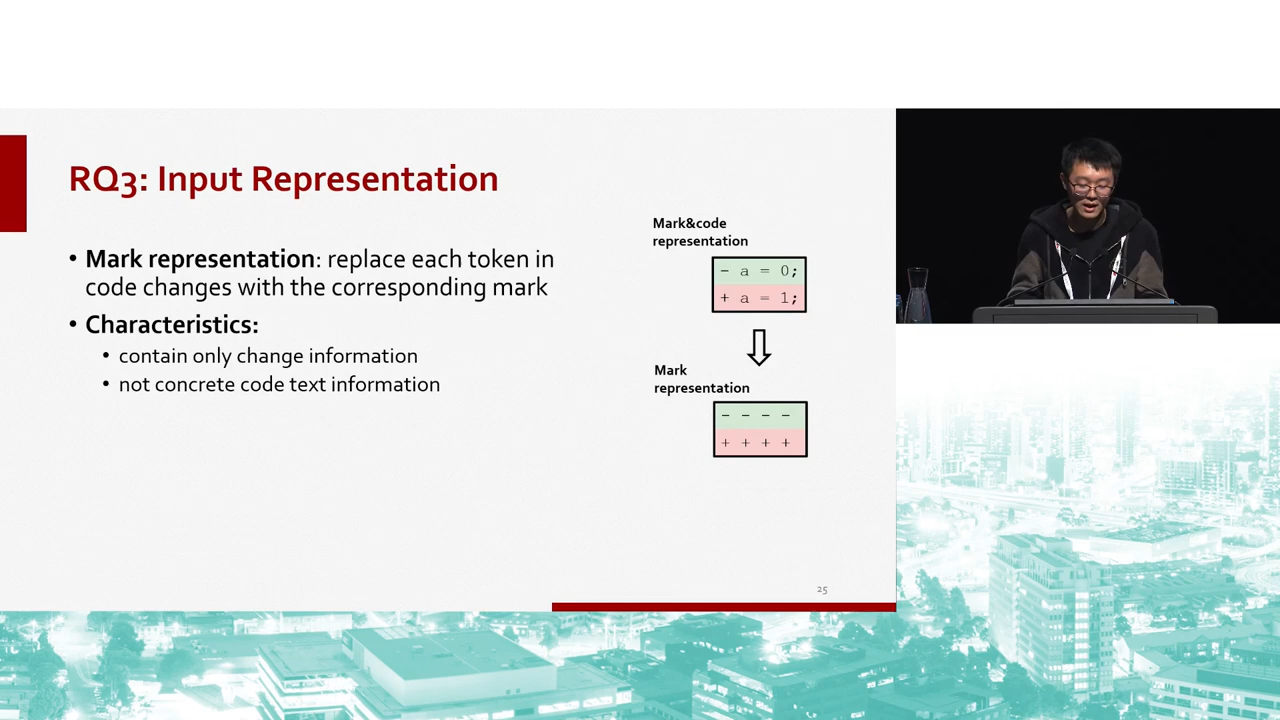 RQ3: Input Representation
• Mark representation: replace each token in
code changes with the corresponding mark
• Characteristics:
• contain only change information
• not concrete code text information
Mark&code
representation
- a = 0;
+ a = 1;
Mark
representation
- - - -
+ + + +
25